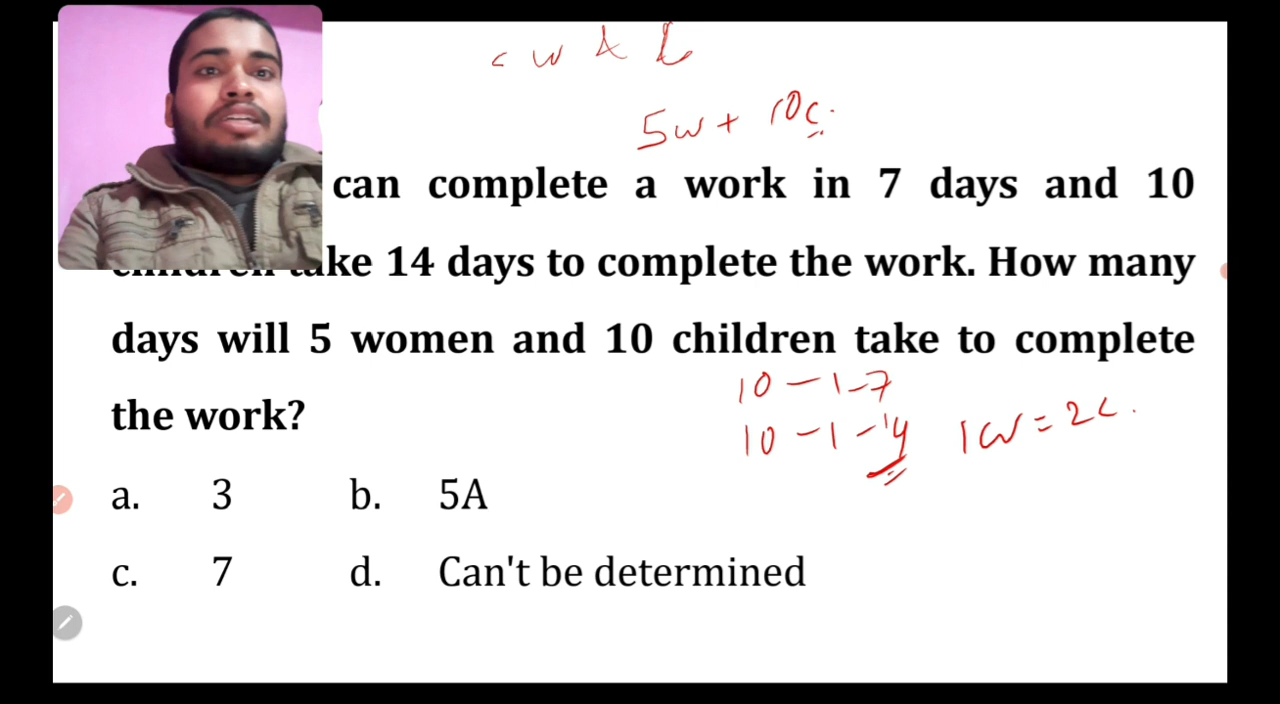 5w + 10c.
can complete a work in 7 days and 10
children take 14 days to complete the work. How many
days will 5 women and 10 children take to complete
the work?
10 – 1 – 7
10 – 1 – 14 1w = 2c.
a. 3 b. 5A
c. 7 d. Can't be determined